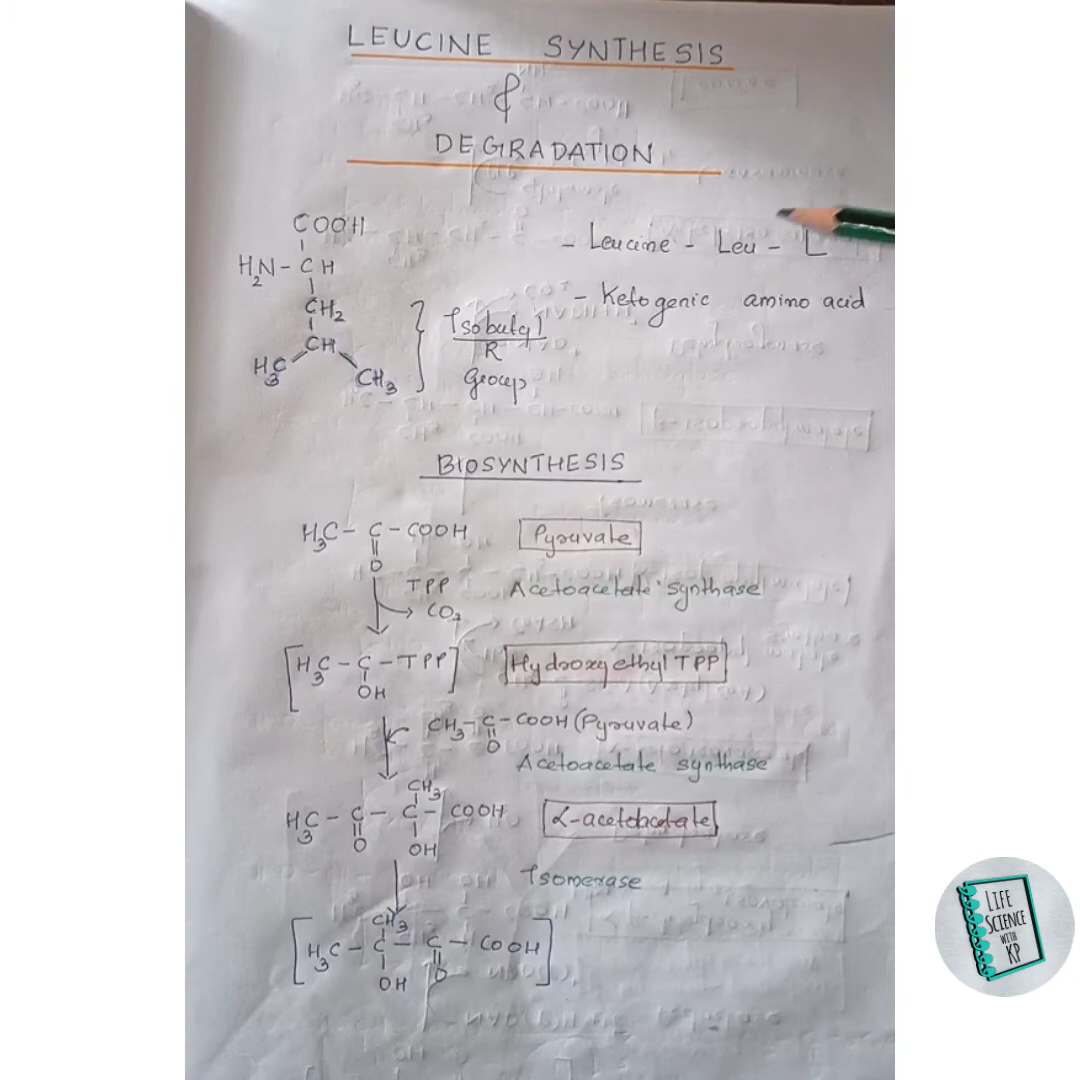 LEUCINE SYNTHESIS
&
DEGRADATION
COOH
H2N - CH
CH2
CH
H3C CH3
} Isobutyl
R
Group
- Leucine - Leu - L
- Ketogenic amino acid
BIOSYNTHESIS
H3C - C - COOH Pyruvate
O
TPP Acetoacetate synthase
CO2
[H3C - C - TPP] Hydroxy ethyl TPP
OH
CH3 - C - COOH (Pyruvate)
O
Acetoacetate synthase
CH3
H3C - C - C - COOH α-acetolactate
O OH
Isomerase
CH3
[H3C - C - C - COOH]
OH O
LIFE
SCIENCE
WITH
KP